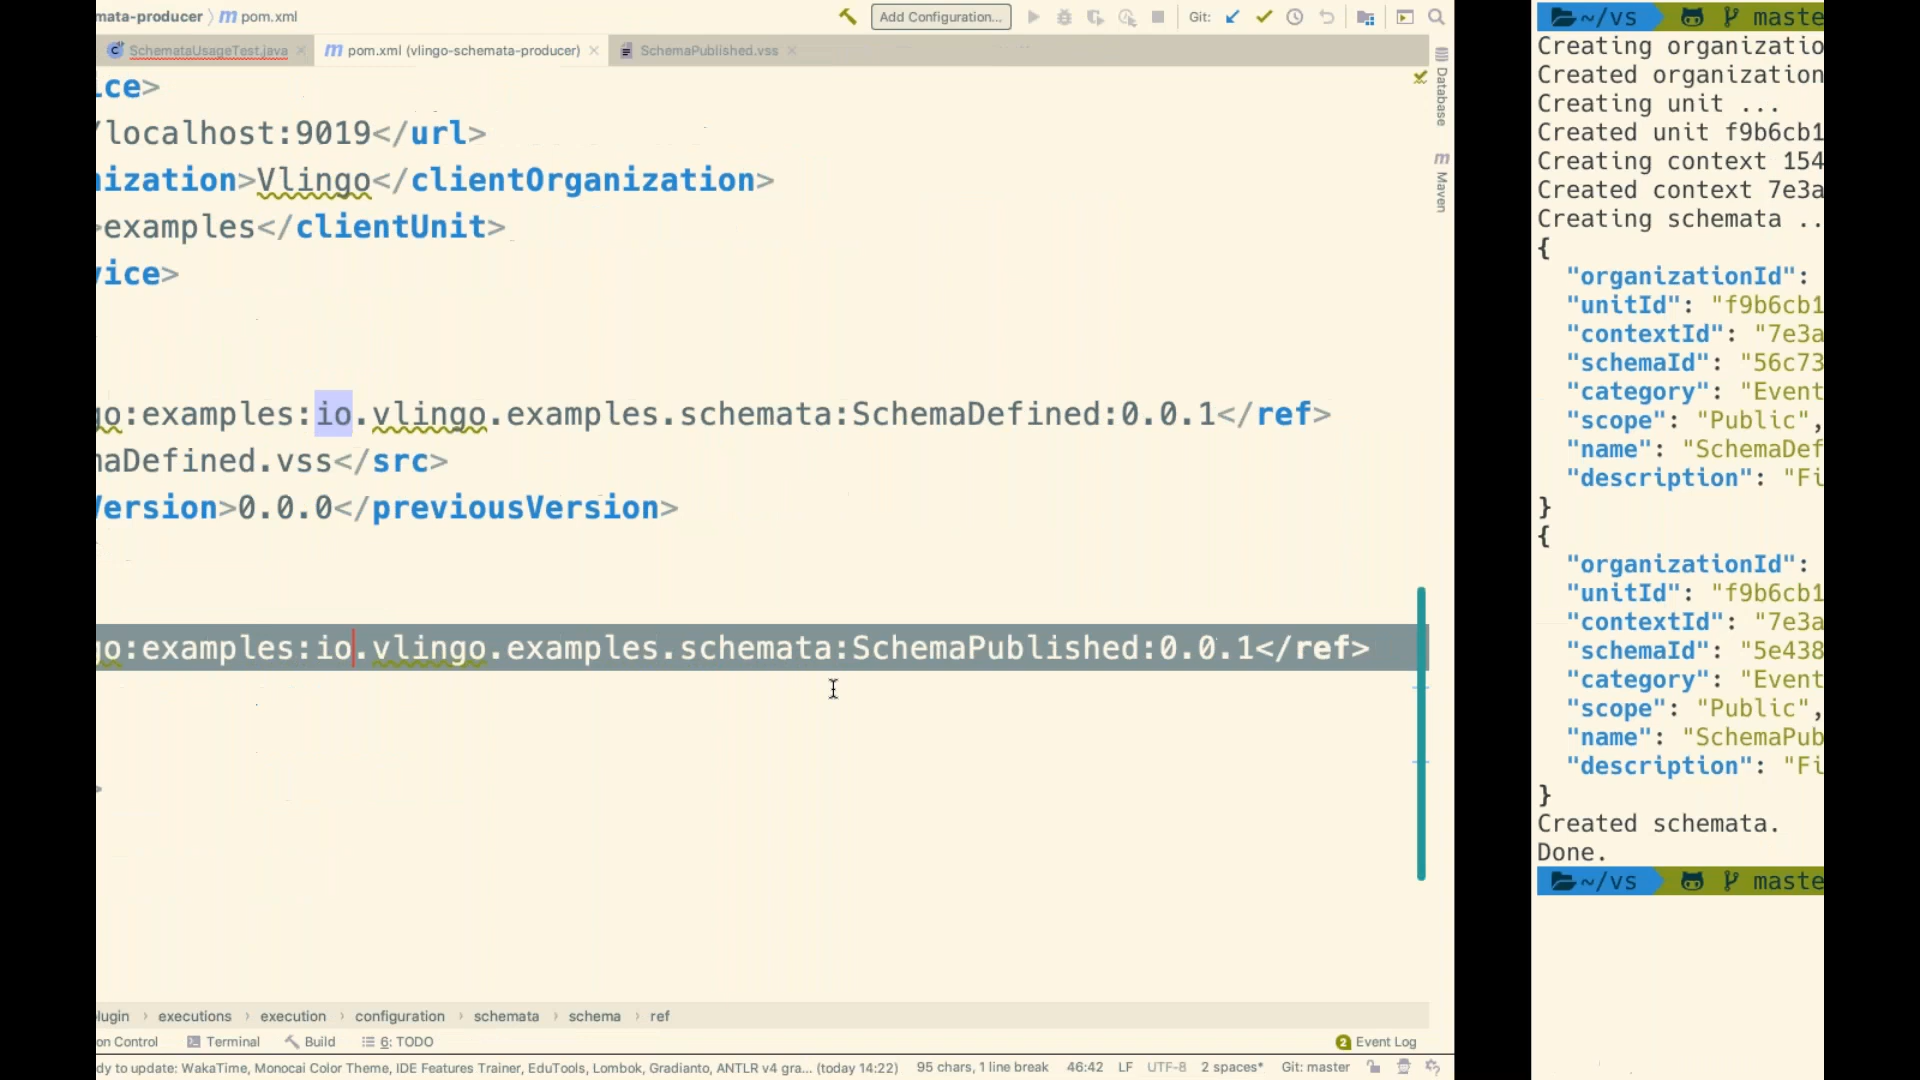 mata-producer › pom.xml
Add Configuration...
Git:
SchemataUsageTest.java
pom.xml (vlingo-schemata-producer)
SchemaPublished.vss
ice>
/localhost:9019</url>
nization>Vlingo</clientOrganization>
>examples</clientUnit>
vice>
go:examples:io.vlingo.examples.schemata:SchemaDefined:0.0.1</ref>
maDefined.vss</src>
Version>0.0.0</previousVersion>
go:examples:io.vlingo.examples.schemata:SchemaPublished:0.0.1</ref>
>
Database
Maven
plugin › executions › execution › configuration › schemata › schema › ref
on Control
Terminal
Build
6: TODO
2 Event Log
dy to update: WakaTime, Monocai Color Theme, IDE Features Trainer, EduTools, Lombok, Gradianto, ANTLR v4 gra... (today 14:22)
95 chars, 1 line break
46:42
LF
UTF-8
2 spaces*
Git: master
~/vs
maste
Creating organizatio
Created organization
Creating unit ...
Created unit f9b6cb1
Creating context 154
Created context 7e3a
Creating schemata ..
{
"organizationId":
"unitId": "f9b6cb1
"contextId": "7e3a
"schemaId": "56c73
"category": "Event
"scope": "Public",
"name": "SchemaDef
"description": "Fi
}
{
"organizationId":
"unitId": "f9b6cb1
"contextId": "7e3a
"schemaId": "5e438
"category": "Event
"scope": "Public",
"name": "SchemaPub
"description": "Fi
}
Created schemata.
Done.
~/vs
maste